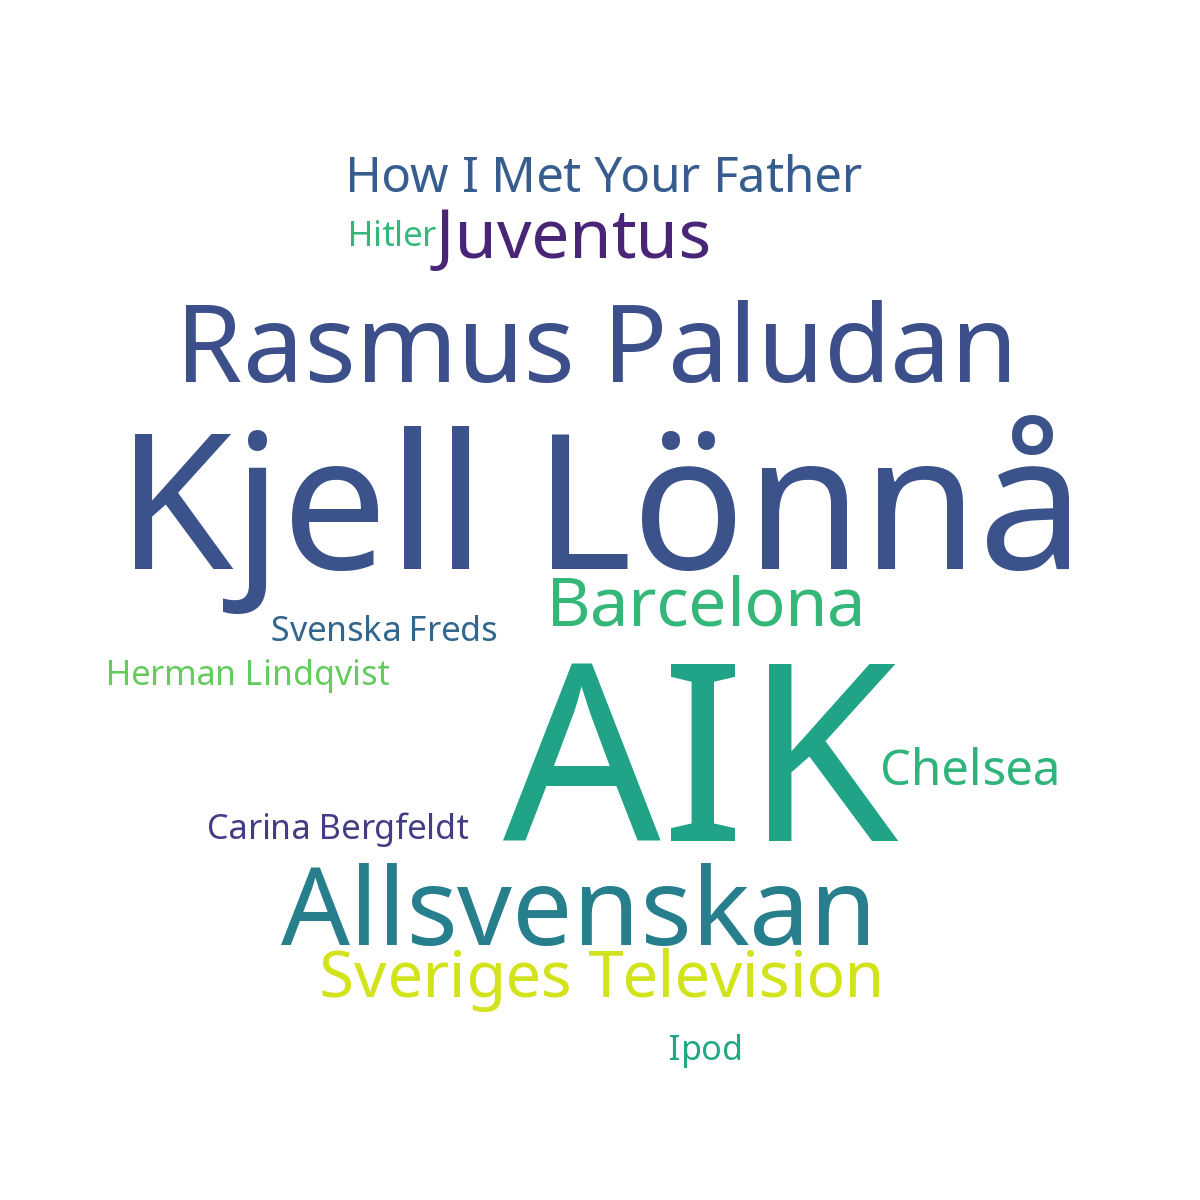 How I Met Your Father
Hitler
Juventus
Rasmus Paludan
Kjell Lönnå
Barcelona
Svenska Freds
Herman Lindqvist
AIK
Chelsea
Carina Bergfeldt
Allsvenskan
Sveriges Television
Ipod